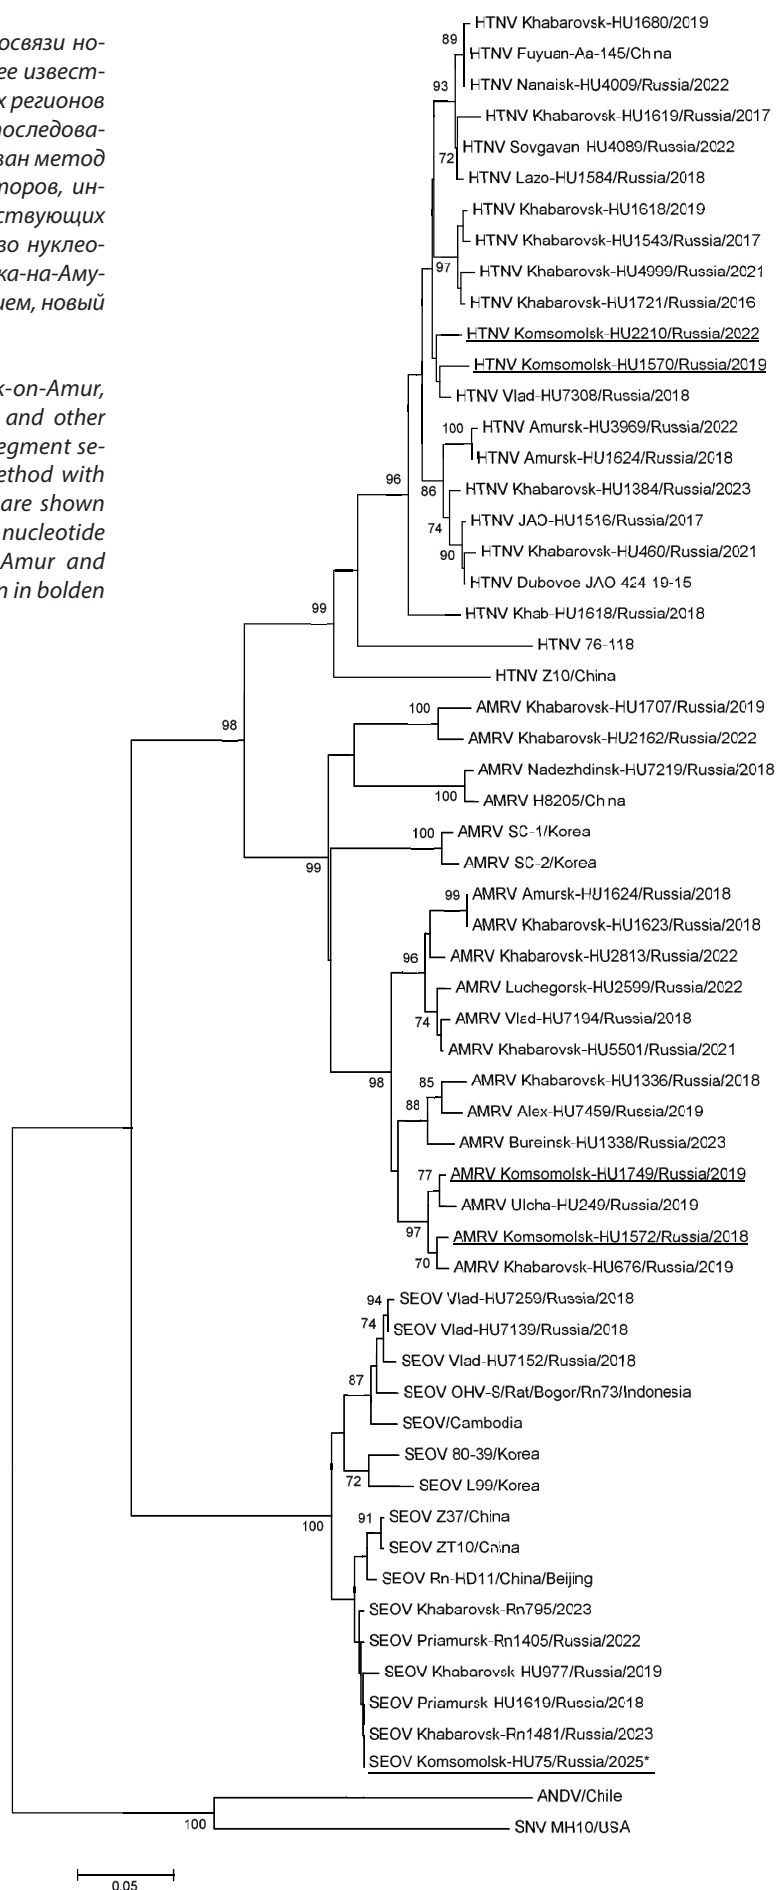 освязи но-
ее извест-
х регионов
последова-
ван метод
торов, ин-
ствующих
во нуклео-
ка-на-Аму-
ием, новый
k-on-Amur,
and other
egment se-
ethod with
are shown
nucleotide
Amur and
n in bolden
HTNV Khabarovsk-HU1680/2019
89
HTNV Fuyuan-Aa-145/China
93
HTNV Nanaisk-HU4009/Russia/2022
HTNV Khabarovsk-HU1619/Russia/2017
HTNV Sovgavan-HU4089/Russia/2022
72
HTNV Lazo-HU1584/Russia/2018
HTNV Khabarovsk-HU1618/2019
HTNV Khabarovsk-HU1543/Russia/2017
97
HTNV Khabarovsk-HU4999/Russia/2021
HTNV Khabarovsk-HU1721/Russia/2016
HTNV Komsomolsk-HU2210/Russia/2022
HTNV Komsomolsk-HU1570/Russia/2019
HTNV Vlad-HU7308/Russia/2018
100
HTNV Amursk-HU3969/Russia/2022
HTNV Amursk-HU1624/Russia/2018
96
86
HTNV Khabarovsk-HU1384/Russia/2023
HTNV JAO-HU1516/Russia/2017
74
90
HTNV Khabarovsk-HU460/Russia/2021
HTNV Dubovoe JAO 424 19-15
99
HTNV Khab-HU1618/Russia/2018
HTNV 76-118
HTNV Z10/China
98
100
AMRV Khabarovsk-HU1707/Russia/2019
AMRV Khabarovsk-HU2162/Russia/2022
AMRV Nadezhdinsk-HU7219/Russia/2018
100
AMRV H8205/China
100
AMRV SC-1/Korea
99
AMRV SC-2/Korea
99
AMRV Amursk-HU1624/Russia/2018
AMRV Khabarovsk-HU1623/Russia/2018
96
AMRV Khabarovsk-HU2813/Russia/2022
AMRV Luchegorsk-HU2599/Russia/2022
74
AMRV Vlad-HU7194/Russia/2018
AMRV Khabarovsk-HU5501/Russia/2021
98
85
AMRV Khabarovsk-HU1336/Russia/2018
88
AMRV Alex-HU7459/Russia/2019
AMRV Bureinsk-HU1338/Russia/2023
77
AMRV Komsomolsk-HU1749/Russia/2019
AMRV Ulcha-HU249/Russia/2019
97
AMRV Komsomolsk-HU1572/Russia/2018
70
AMRV Khabarovsk-HU676/Russia/2019
94
SEOV Vlad-HU7259/Russia/2018
74
SEOV Vlad-HU7139/Russia/2018
SEOV Vlad-HU7152/Russia/2018
87
SEOV OHV-S/Rat/Bogor/Rn73/Indonesia
SEOV/Cambodia
SEOV 80-39/Korea
72
SEOV L99/Korea
100
91
SEOV Z37/China
SEOV ZT10/China
SEOV Rn-HD11/China/Beijing
SEOV Khabarovsk-Rn795/2023
SEOV Priamursk-Rn1405/Russia/2022
SEOV Khabarovsk HU977/Russia/2019
SEOV Priamursk HU1619/Russia/2018
SEOV Khabarovsk-Rn1481/Russia/2023
SEOV Komsomolsk-HU75/Russia/2025*
ANDV/Chile
100
SNV MH10/USA
0.05